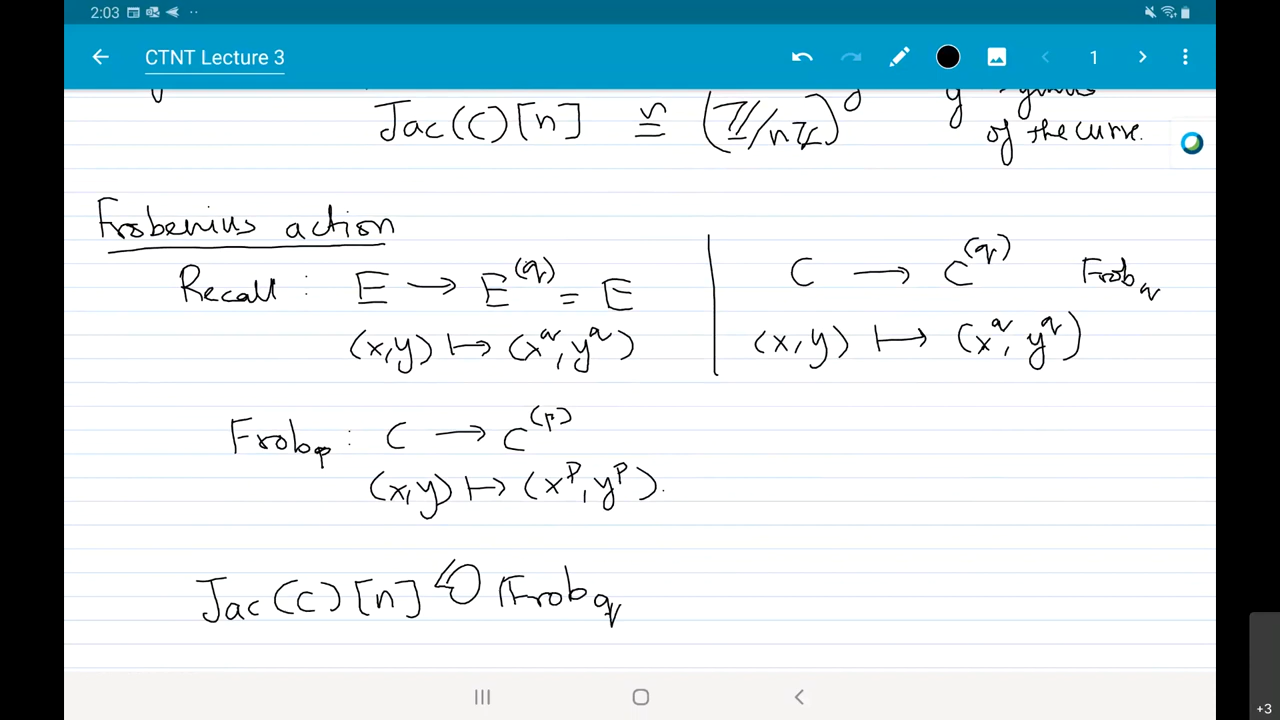 2:03
CTNT Lecture 3
1
Jac(C)[n] ≅ (ℤ/nℤ)^g
of the curve.
Frobenius action
Recall : E → E^(q) = E
(x,y) ↦ (x^q, y^q)
C → C^(q) Frob_q
(x,y) ↦ (x^q, y^q)
Frob_p : C → C^(p)
(x,y) ↦ (x^p, y^p).
Jac(C)[n] ↺ Frob_q
+3